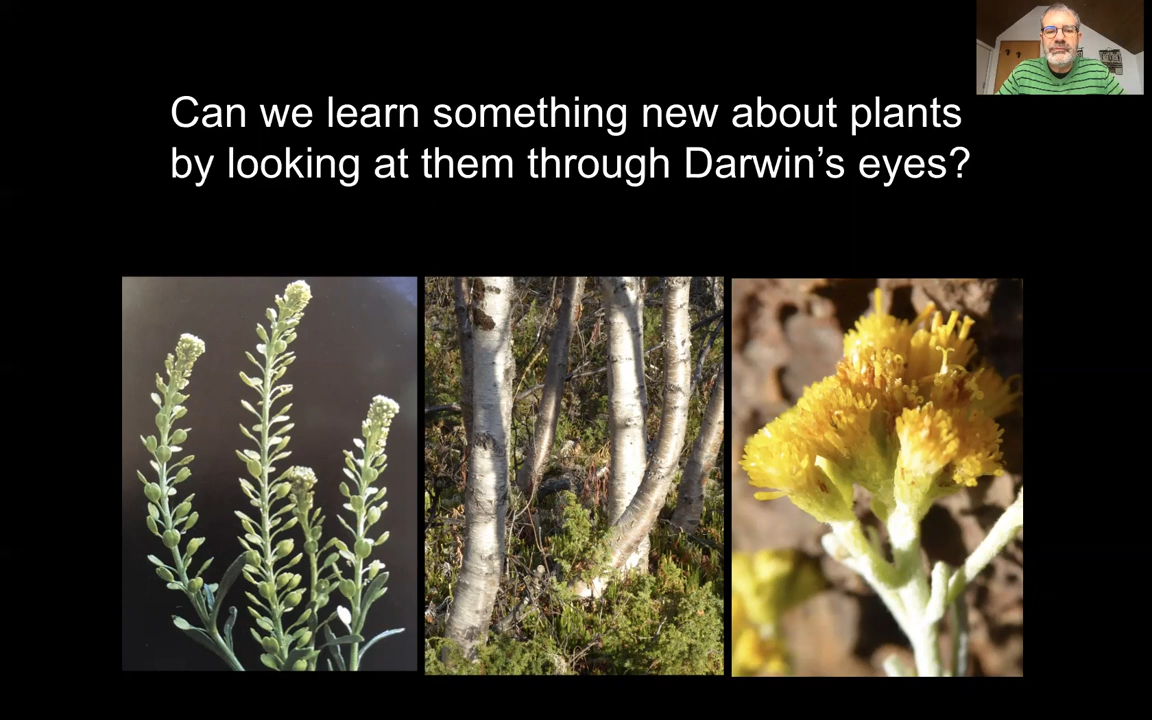 Can we learn something new about plants
by looking at them through Darwin’s eyes?